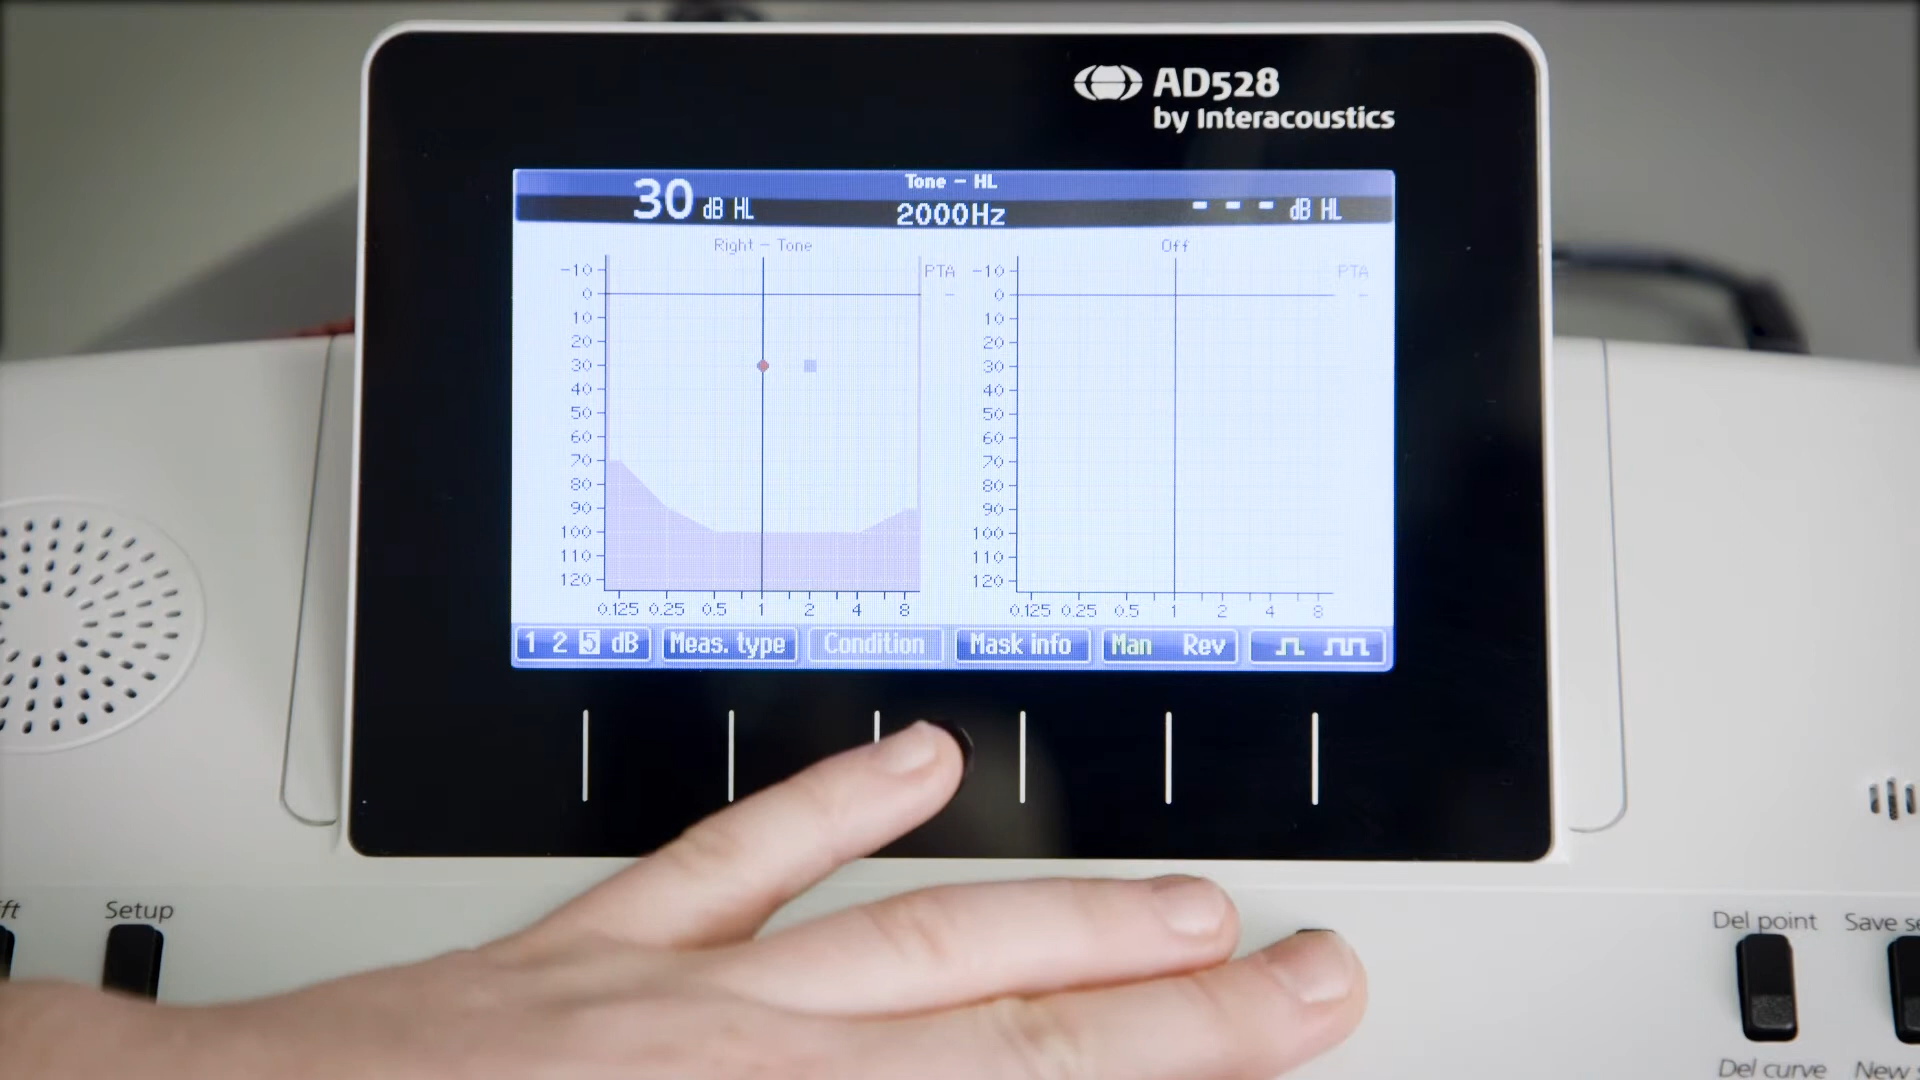 AD528
by Interacoustics
Tone - HL
30 dB HL
2000Hz
- - - dB HL
Right - Tone
Off
-10
0
10
20
30
40
50
60
70
80
90
100
110
120
0.125 0.25 0.5 1 2 4 8
PTA
-
-10
0
10
20
30
40
50
60
70
80
90
100
110
120
0.125 0.25 0.5 1 2 4 8
PTA
- -
1 2 5 dB
Meas. type
Condition
Mask info
Man Rev
Setup
Del point
Save
Del curve
New